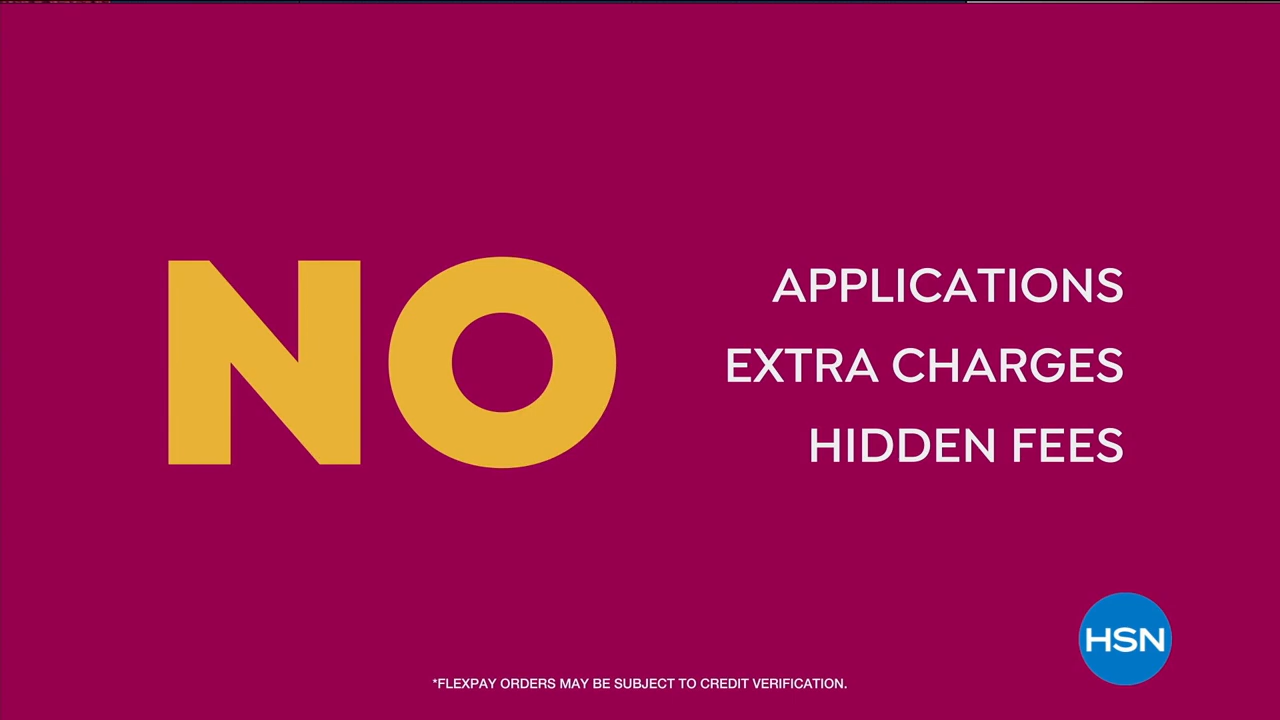 NO
APPLICATIONS
EXTRA CHARGES
HIDDEN FEES
HSN
*FLEXPAY ORDERS MAY BE SUBJECT TO CREDIT VERIFICATION.